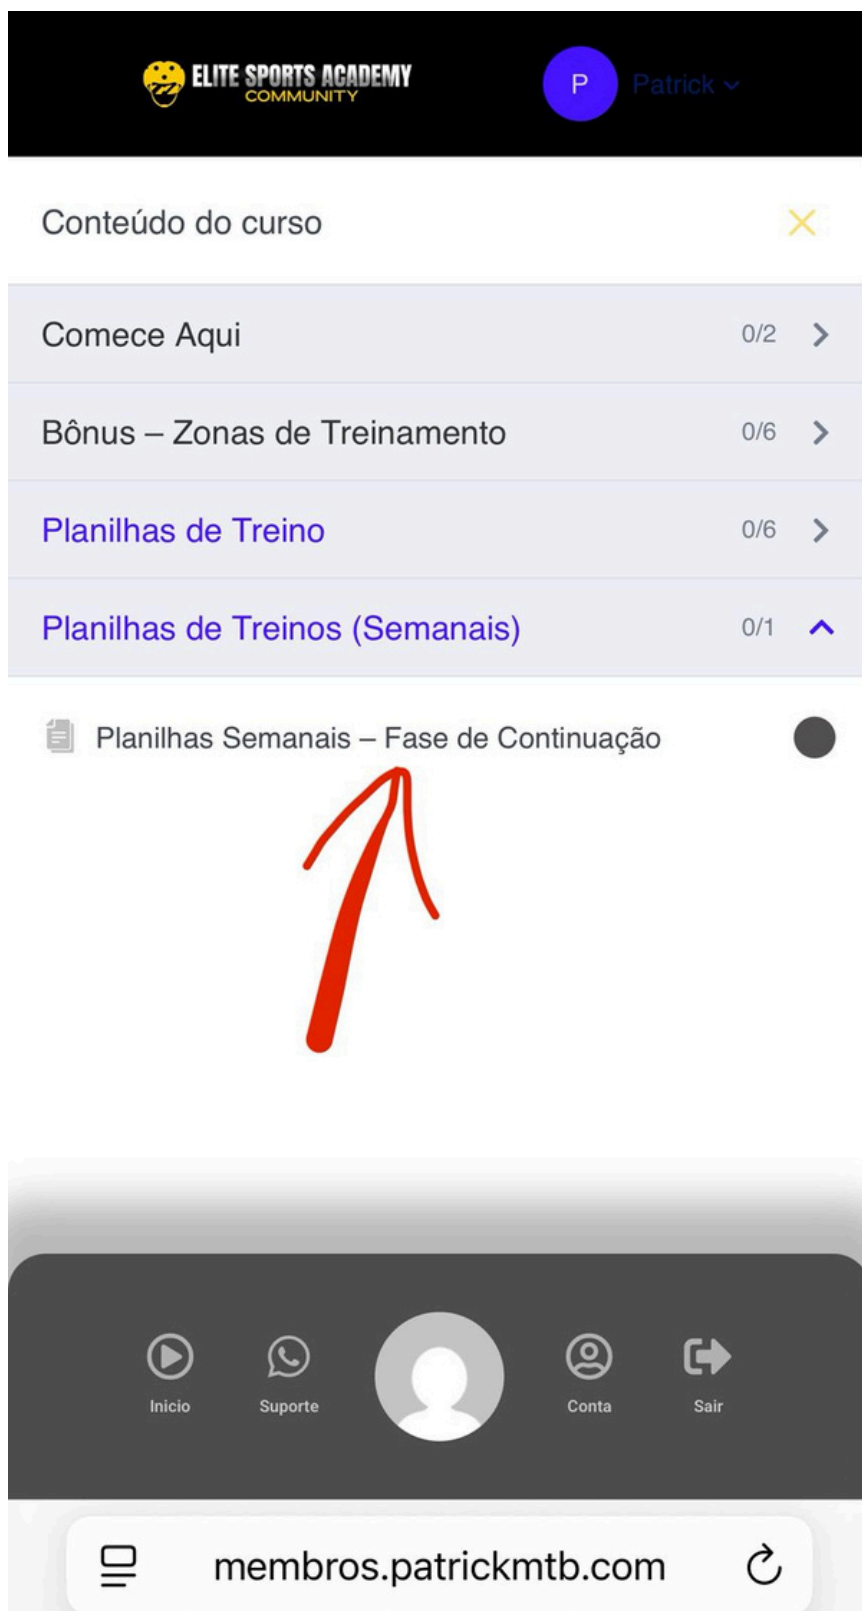 ELITE SPORTS ACADEMY
COMMUNITY
P
Patrick
Conteúdo do curso
Comece Aqui 0/2
Bônus – Zonas de Treinamento 0/6
Planilhas de Treino 0/6
Planilhas de Treinos (Semanais) 0/1
Planilhas Semanais – Fase de Continuação
Inicio Suporte Conta Sair
membros.patrickmtb.com